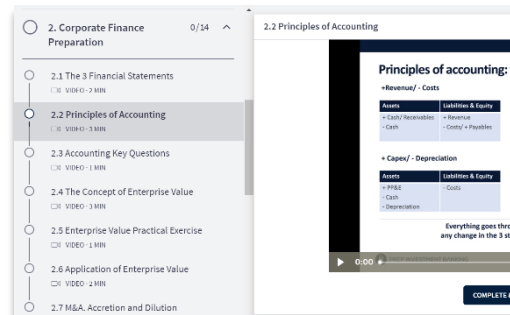 2. Corporate Finance
Preparation
0/14
2.1 The 3 Financial Statements
VIDEO · 2 MIN
2.2 Principles of Accounting
VIDEO · 3 MIN
2.3 Accounting Key Questions
VIDEO · 1 MIN
2.4 The Concept of Enterprise Value
VIDEO · 3 MIN
2.5 Enterprise Value Practical Exercise
VIDEO · 1 MIN
2.6 Application of Enterprise Value
VIDEO · 2 MIN
2.7 M&A. Accretion and Dilution
2.2 Principles of Accounting
Principles of accounting:
+Revenue/ - Costs
Assets Liabilities & Equity
+ Cash/ Receivables + Revenue
- Cash - Costs/ + Payables
+ Capex/ - Depreciation
Assets Liabilities & Equity
+ PP&E - Costs
- Cash
- Depreciation
Everything goes thro
any change in the 3 st
0:00
COMPLETE